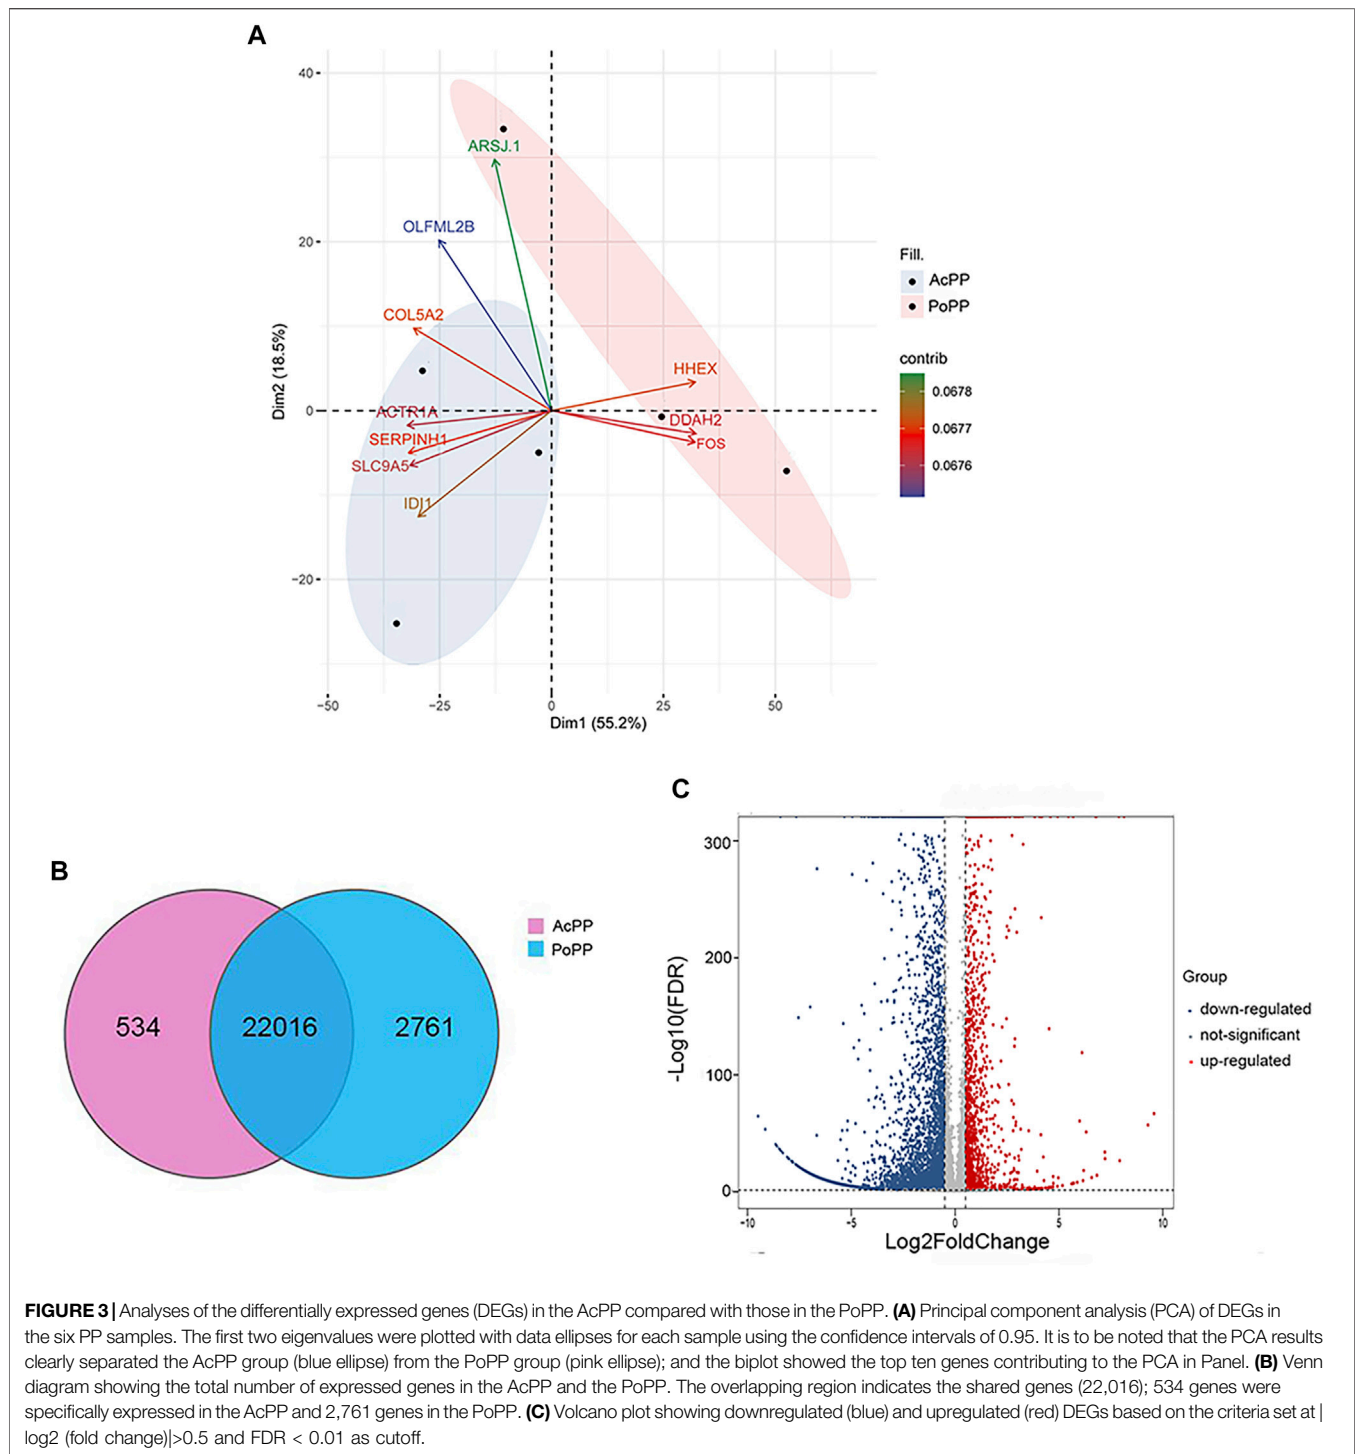 A
40
20
0
−20
Dim2 (18.5%)
ARSJ.1
OLFML2B
COL5A2
HHEX
ACTR1A
DDAH2
SERPINH1
FOS
SLC9A5
IDI1
−50
−25
0
25
50
Dim1 (55.2%)
Fill.
AcPP
PoPP
contrib
0.0678
0.0677
0.0676
B
534
22016
2761
AcPP
PoPP
C
300
200
100
0
-Log10(FDR)
−10
−5
0
5
10
Log2FoldChange
Group
down-regulated
not-significant
up-regulated
FIGURE 3 | Analyses of the differentially expressed genes (DEGs) in the AcPP compared with those in the PoPP. (A) Principal component analysis (PCA) of DEGs in
the six PP samples. The first two eigenvalues were plotted with data ellipses for each sample using the confidence intervals of 0.95. It is to be noted that the PCA results
clearly separated the AcPP group (blue ellipse) from the PoPP group (pink ellipse); and the biplot showed the top ten genes contributing to the PCA in Panel. (B) Venn
diagram showing the total number of expressed genes in the AcPP and the PoPP. The overlapping region indicates the shared genes (22,016); 534 genes were
specifically expressed in the AcPP and 2,761 genes in the PoPP. (C) Volcano plot showing downregulated (blue) and upregulated (red) DEGs based on the criteria set at |
log2 (fold change)|>0.5 and FDR < 0.01 as cutoff.